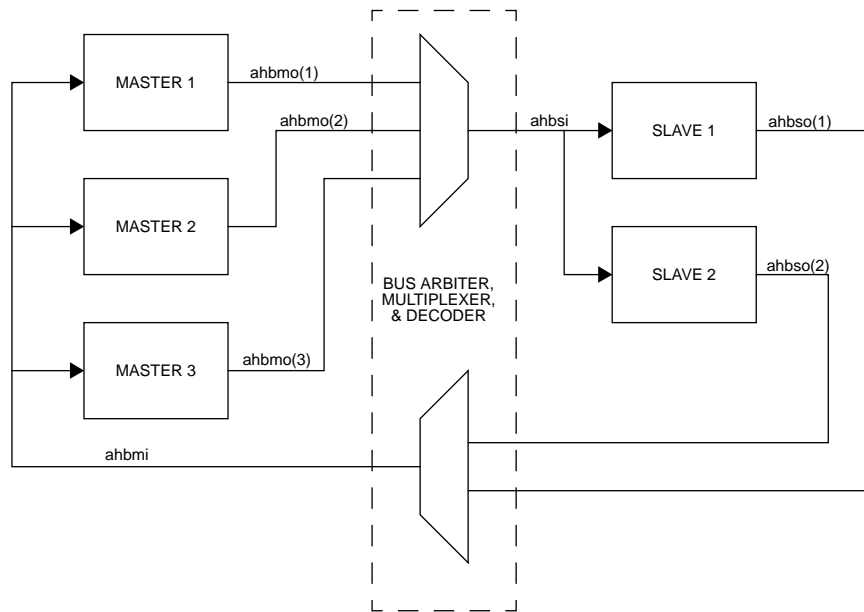 MASTER 1
ahbmo(1)
ahbmo(2)
ahbsi
SLAVE 1
ahbso(1)
MASTER 2
BUS ARBITER,
MULTIPLEXER,
& DECODER
SLAVE 2
ahbso(2)
MASTER 3
ahbmo(3)
ahbmi